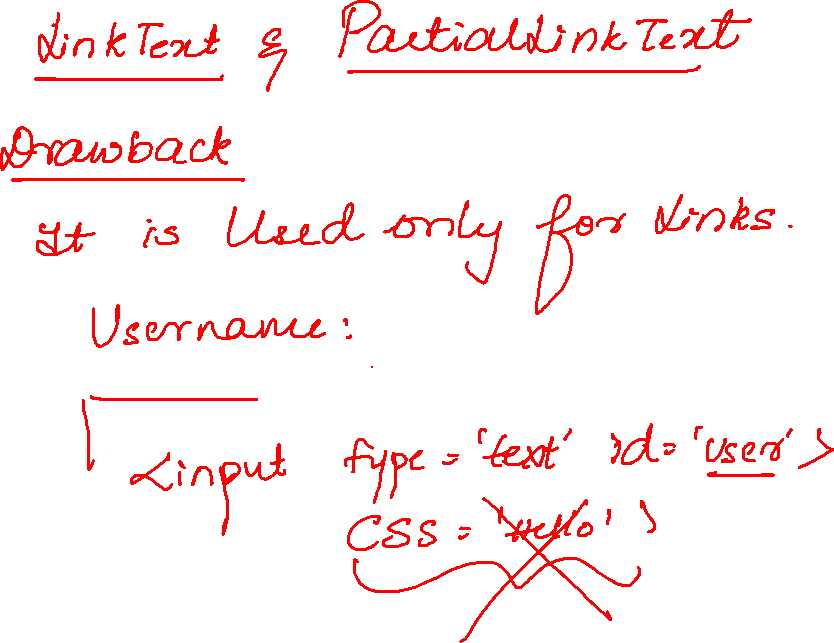 LinkText & PartialLinkText
Drawback
It is Used only for Links.
Username:
<input type='text' id='user'>
CSS='Hello'>